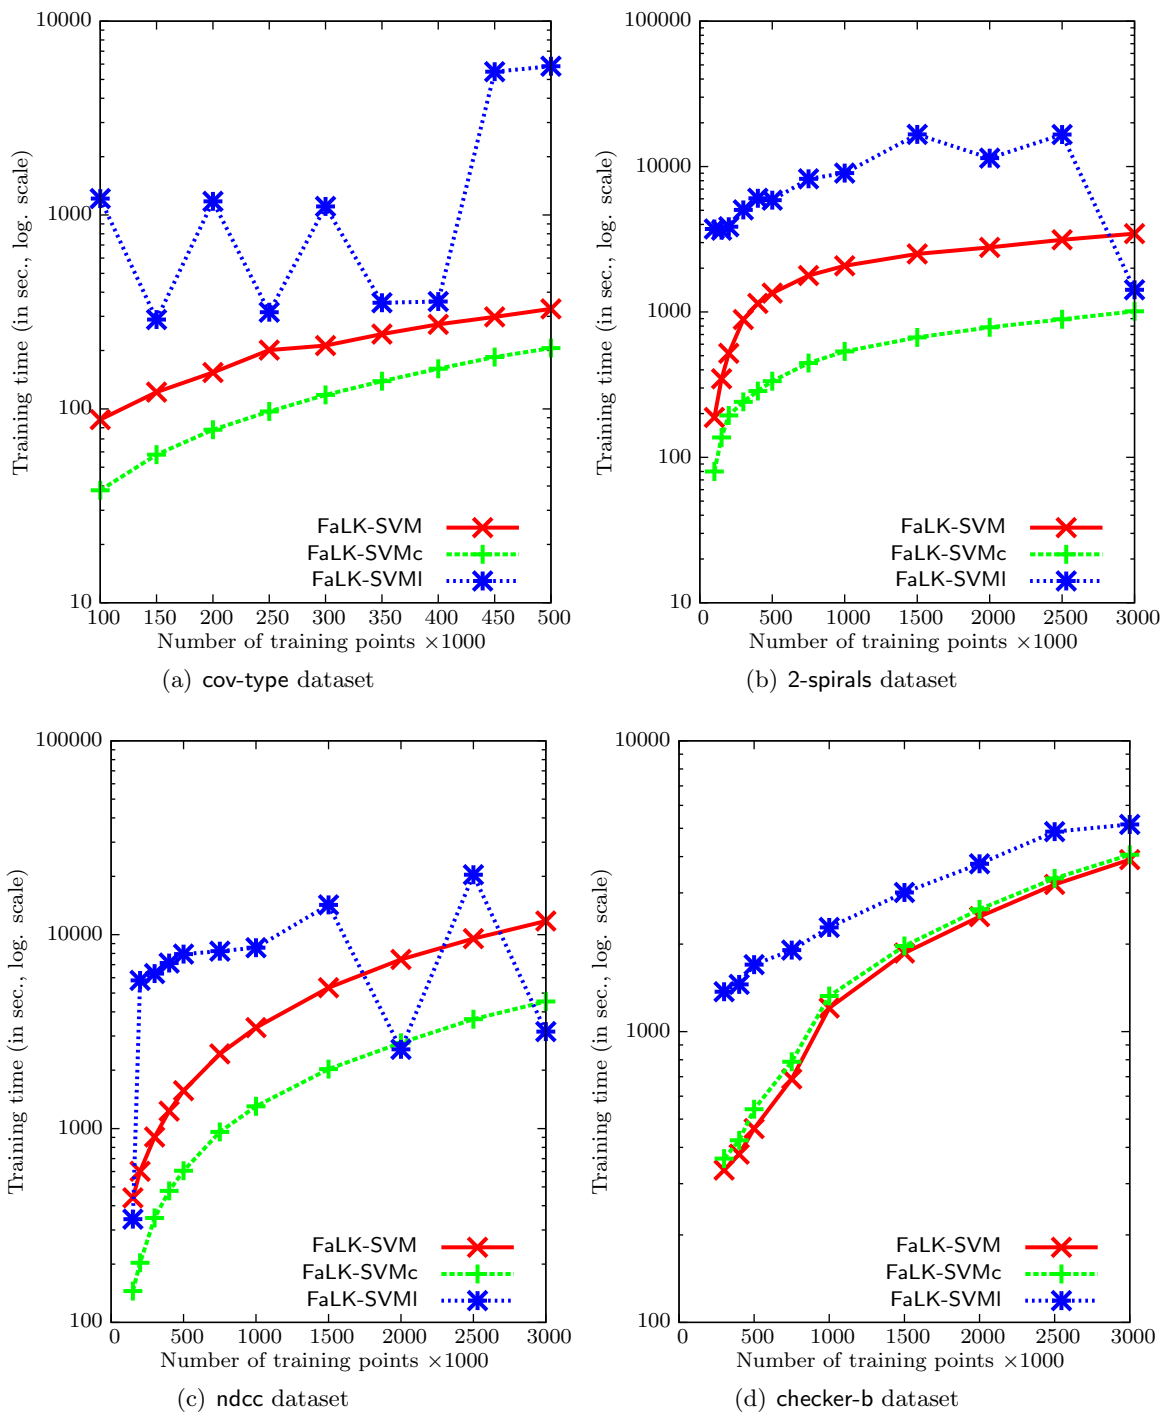 10000
1000
100
10
Training time (in sec., log. scale)
FaLK-SVM
FaLK-SVMc
FaLK-SVMl
100 150 200 250 300 350 400 450 500
Number of training points ×1000
(a) cov-type dataset
100000
10000
1000
100
10
Training time (in sec., log. scale)
FaLK-SVM
FaLK-SVMc
FaLK-SVMl
0 500 1000 1500 2000 2500 3000
Number of training points ×1000
(b) 2-spirals dataset
100000
10000
1000
100
Training time (in sec., log. scale)
FaLK-SVM
FaLK-SVMc
FaLK-SVMl
0 500 1000 1500 2000 2500 3000
Number of training points ×1000
(c) ndcc dataset
10000
1000
100
Training time (in sec., log. scale)
FaLK-SVM
FaLK-SVMc
FaLK-SVMl
0 500 1000 1500 2000 2500 3000
Number of training points ×1000
(d) checker-b dataset